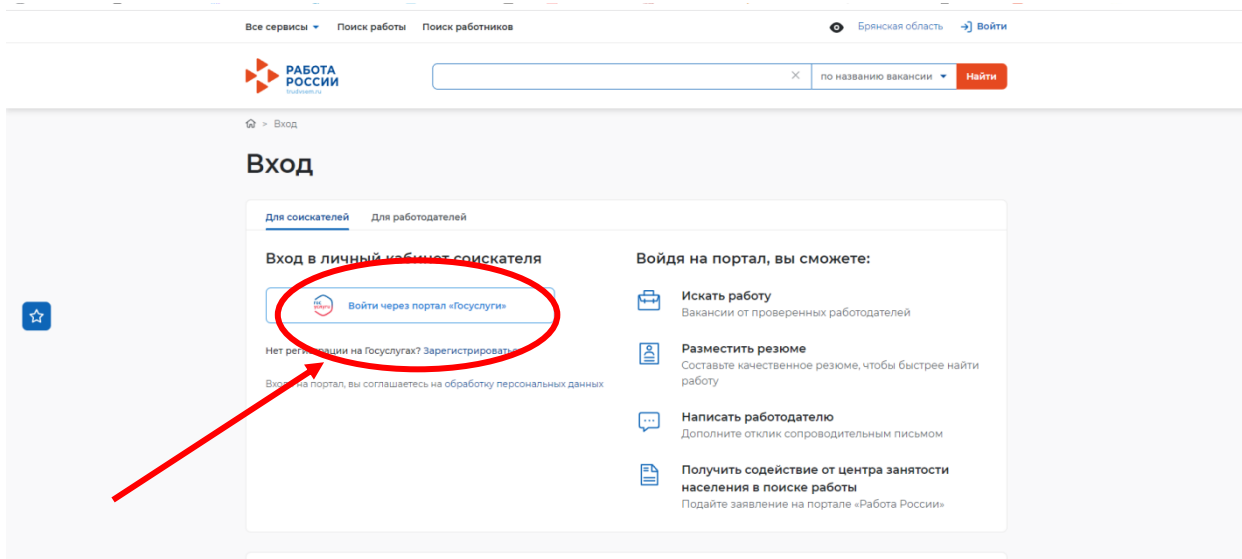 Все сервисы Поиск работы Поиск работников Брянская область Войти
РАБОТА
РОССИИ
trudvsem.ru
по названию вакансии Найти
> Вход
Вход
Для соискателей Для работодателей
Вход в личный кабинет соискателя
Войти через портал «Госуслуги»
Нет регистрации на Госуслугах? Зарегистрироваться
Входя на портал, вы соглашаетесь на обработку персональных данных
Войдя на портал, вы сможете:
Искать работу
Вакансии от проверенных работодателей
Разместить резюме
Составьте качественное резюме, чтобы быстрее найти
работу
Написать работодателю
Дополните отклик сопроводительным письмом
Получить содействие от центра занятости
населения в поиске работы
Подайте заявление на портале «Работа России»